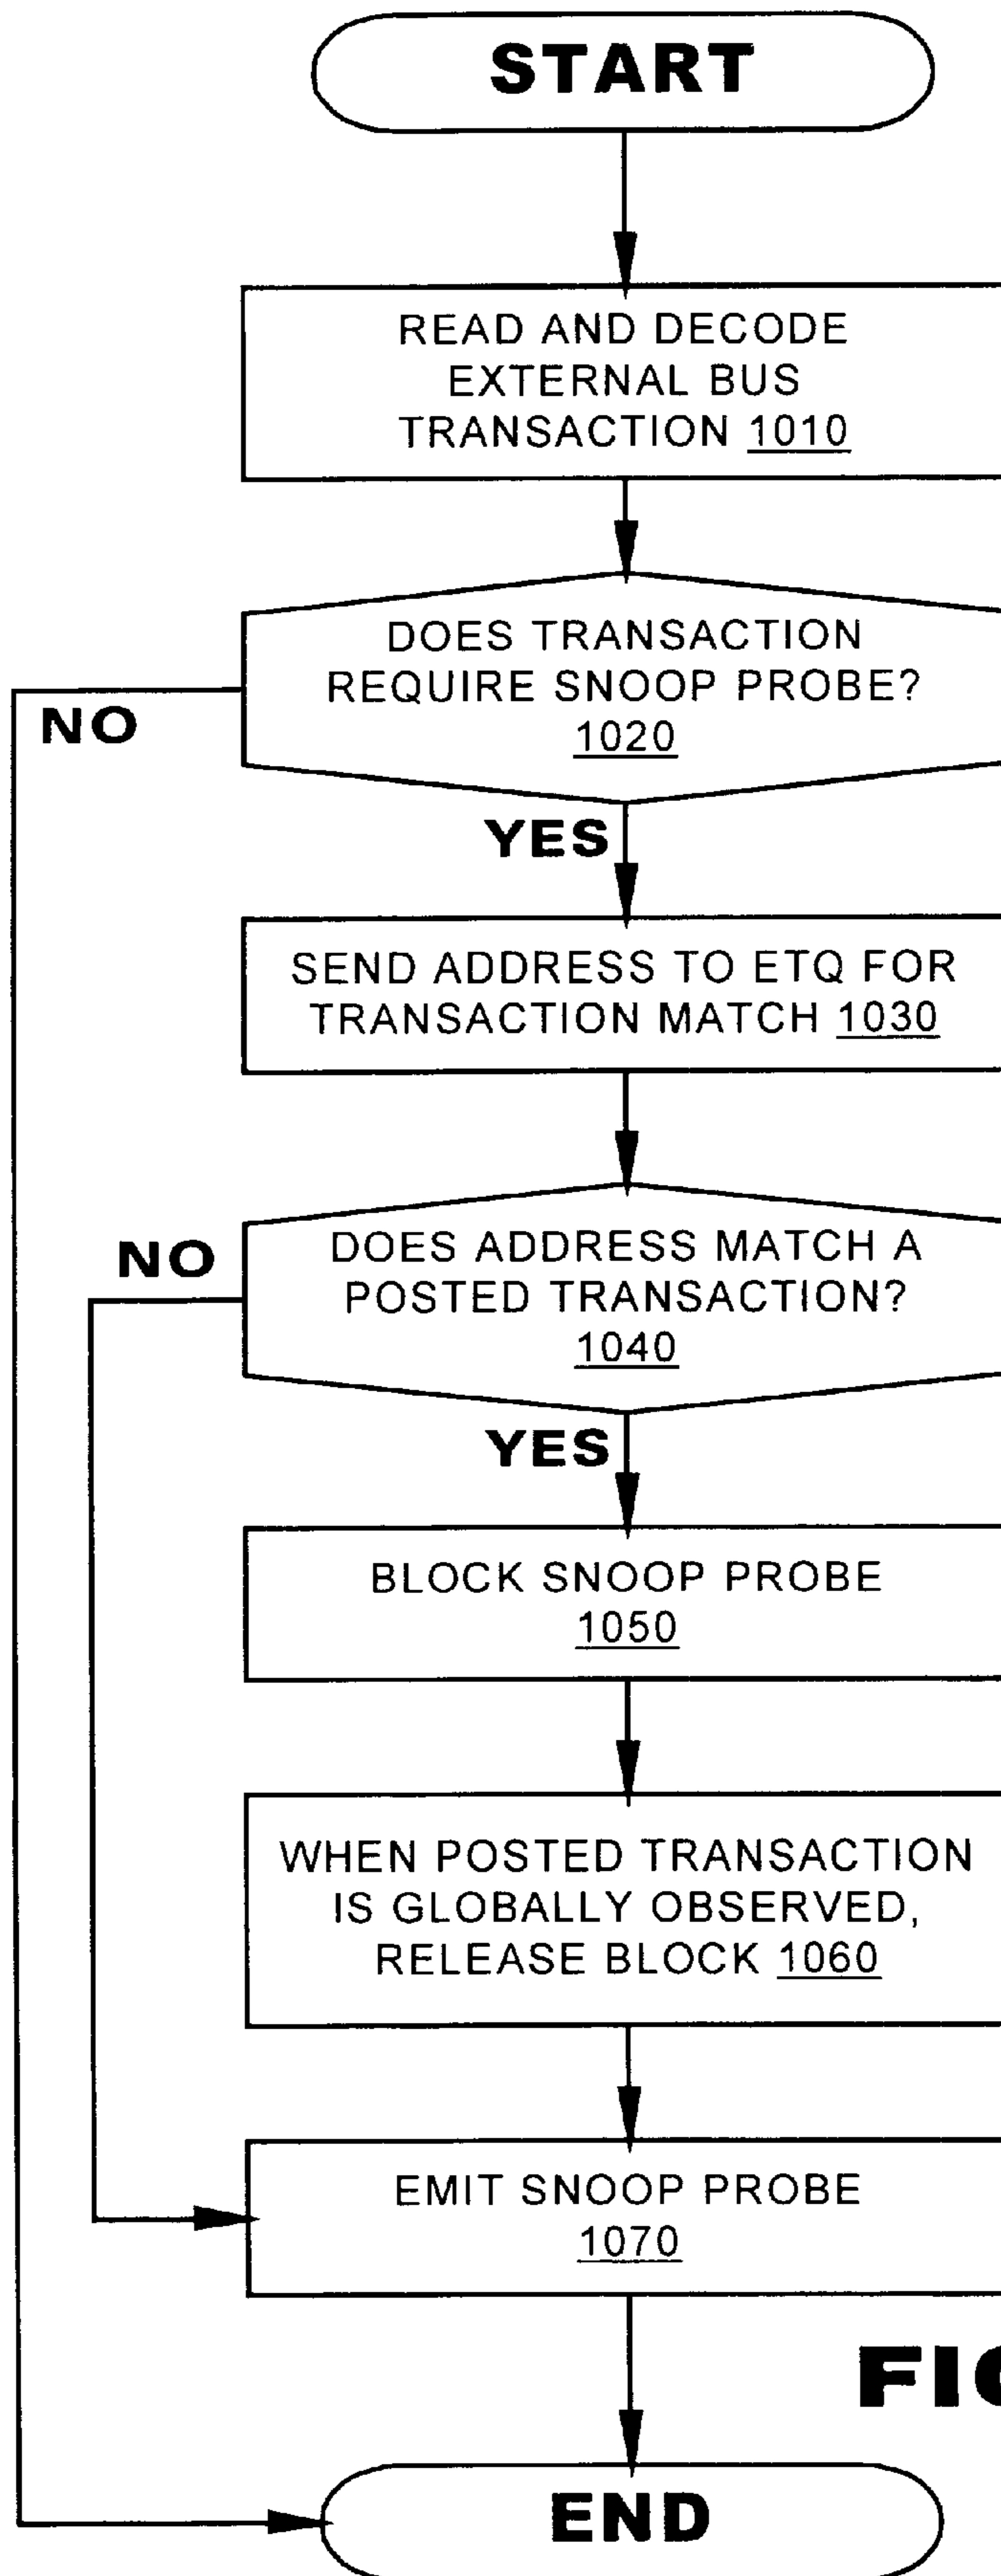 START
READ AND DECODE
EXTERNAL BUS
TRANSACTION 1010
DOES TRANSACTION
REQUIRE SNOOP PROBE?
1020
NO
YES
SEND ADDRESS TO ETQ FOR
TRANSACTION MATCH 1030
DOES ADDRESS MATCH A
POSTED TRANSACTION?
1040
NO
YES
BLOCK SNOOP PROBE
1050
WHEN POSTED TRANSACTION
IS GLOBALLY OBSERVED,
RELEASE BLOCK 1060
EMIT SNOOP PROBE
1070
END